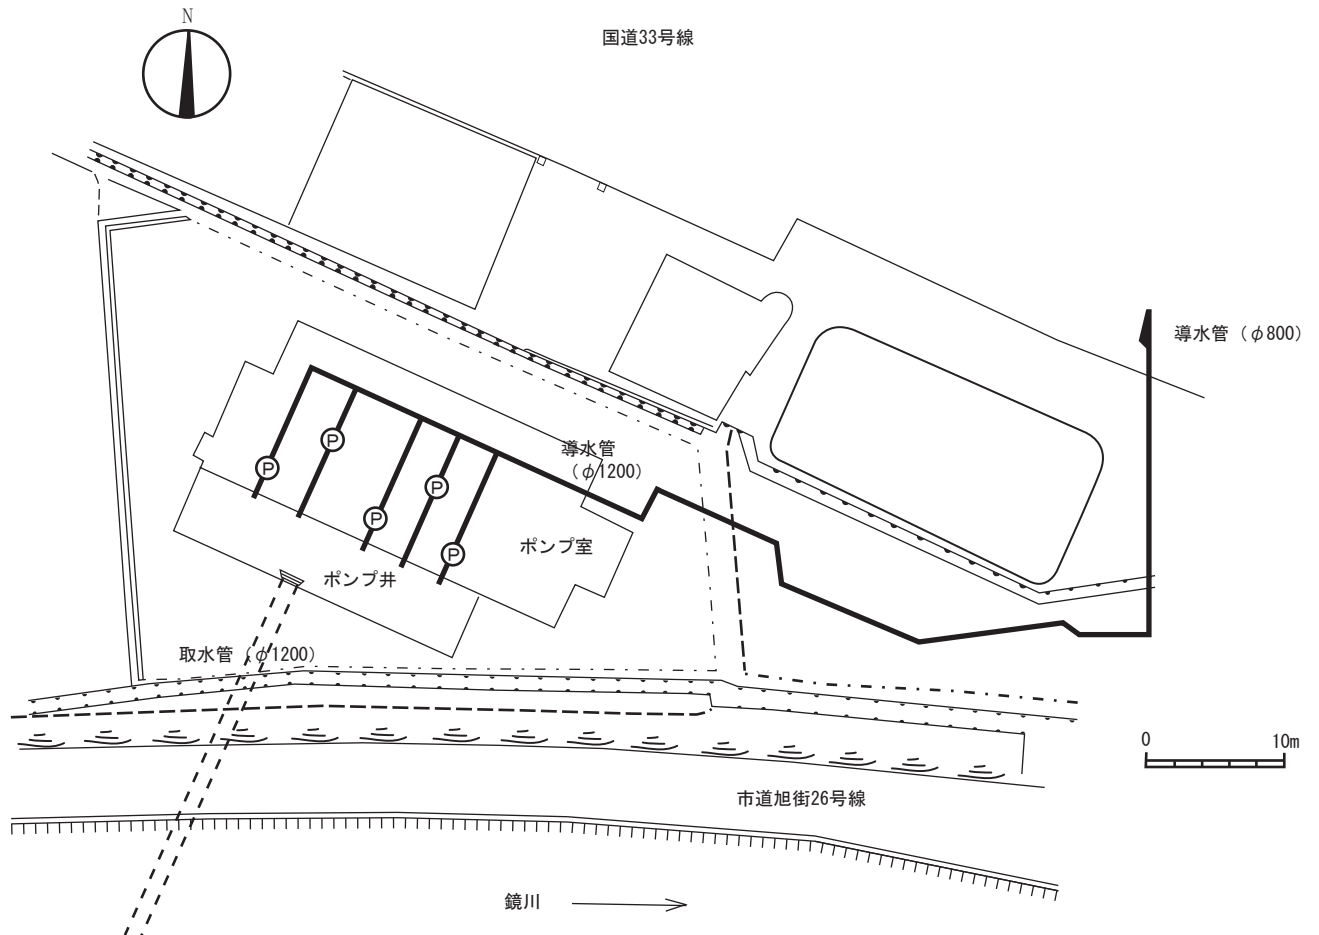 N
国道33号線
導水管（φ800）
導水管
（φ1200）
P
P
P
P
P
ポンプ室
ポンプ井
取水管（φ1200）
0 10m
市道旭街26号線
鏡川